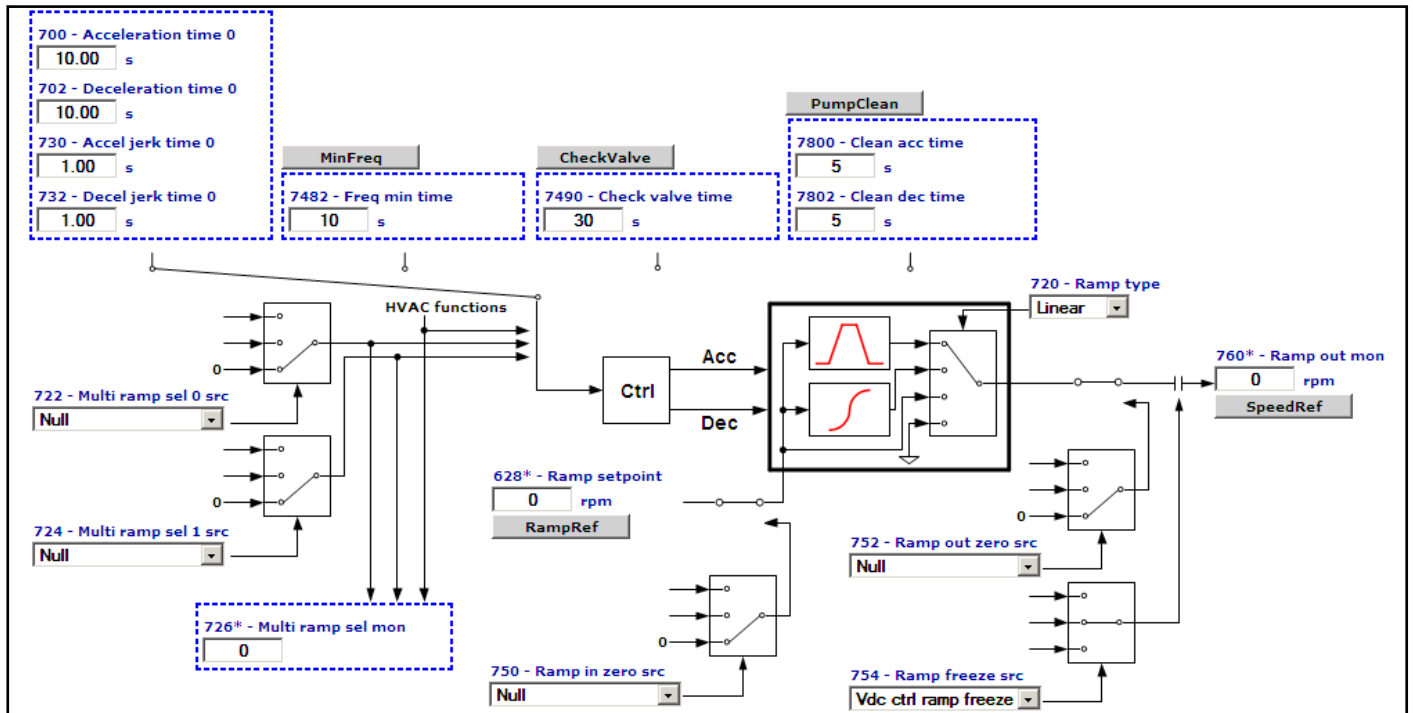 700 - Acceleration time 0
10.00 s
702 - Deceleration time 0
10.00 s
730 - Accel jerk time 0
1.00 s
732 - Decel jerk time 0
1.00 s
MinFreq
7482 - Freq min time
10 s
CheckValve
7490 - Check valve time
30 s
PumpClean
7800 - Clean acc time
5 s
7802 - Clean dec time
5 s
HVAC functions
0
722 - Multi ramp sel 0 src
Null
0
724 - Multi ramp sel 1 src
Null
726* - Multi ramp sel mon
0
Ctrl
Acc
Dec
720 - Ramp type
Linear
760* - Ramp out mon
0 rpm
SpeedRef
628* - Ramp setpoint
0 rpm
RampRef
0
750 - Ramp in zero src
Null
0
752 - Ramp out zero src
Null
0
754 - Ramp freeze src
Vdc ctrl ramp freeze